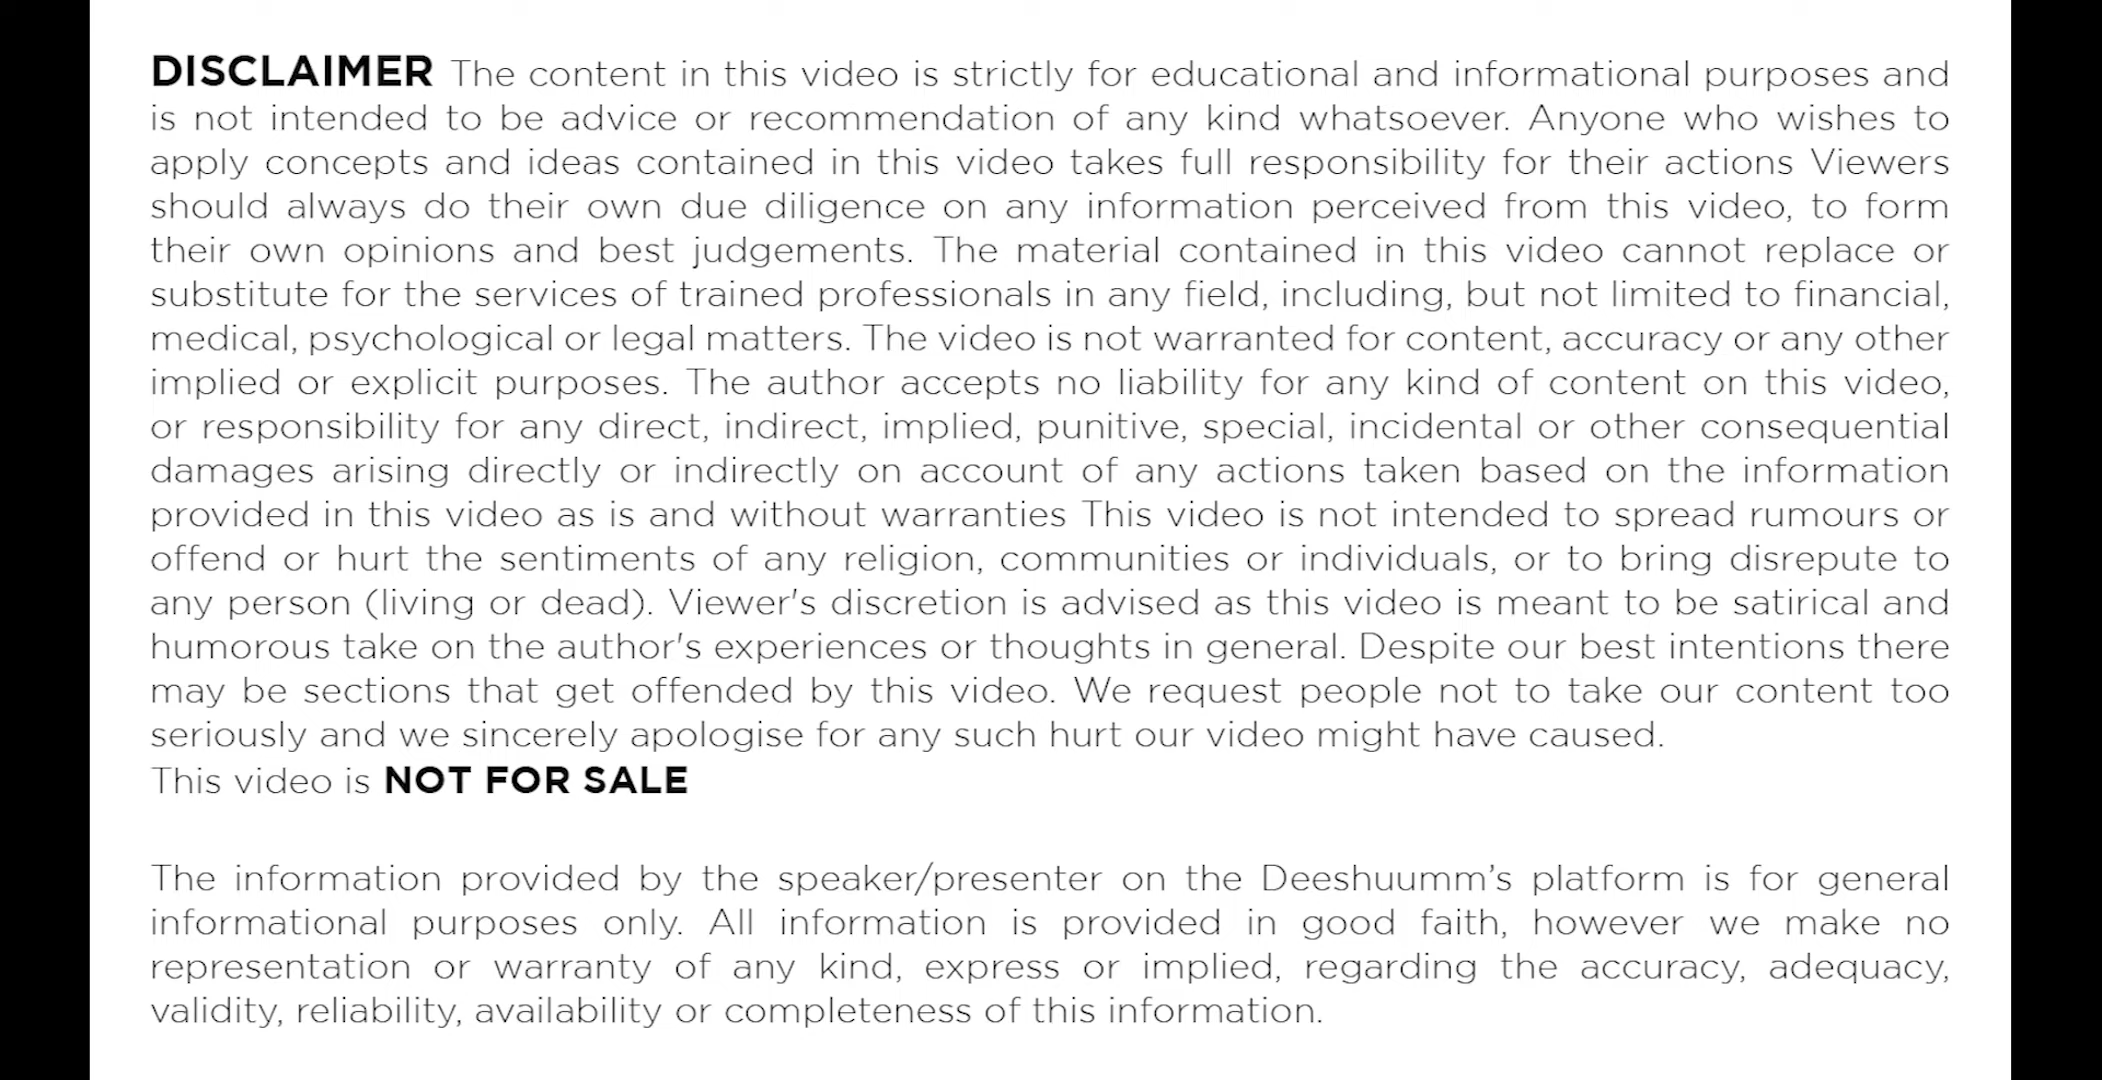 DISCLAIMER The content in this video is strictly for educational and informational purposes and
is not intended to be advice or recommendation of any kind whatsoever. Anyone who wishes to
apply concepts and ideas contained in this video takes full responsibility for their actions Viewers
should always do their own due diligence on any information perceived from this video, to form
their own opinions and best judgements. The material contained in this video cannot replace or
substitute for the services of trained professionals in any field, including, but not limited to financial,
medical, psychological or legal matters. The video is not warranted for content, accuracy or any other
implied or explicit purposes. The author accepts no liability for any kind of content on this video,
or responsibility for any direct, indirect, implied, punitive, special, incidental or other consequential
damages arising directly or indirectly on account of any actions taken based on the information
provided in this video as is and without warranties This video is not intended to spread rumours or
offend or hurt the sentiments of any religion, communities or individuals, or to bring disrepute to
any person (living or dead). Viewer's discretion is advised as this video is meant to be satirical and
humorous take on the author's experiences or thoughts in general. Despite our best intentions there
may be sections that get offended by this video. We request people not to take our content too
seriously and we sincerely apologise for any such hurt our video might have caused.
This video is NOT FOR SALE
The information provided by the speaker/presenter on the Deeshuumm’s platform is for general
informational purposes only. All information is provided in good faith, however we make no
representation or warranty of any kind, express or implied, regarding the accuracy, adequacy,
validity, reliability, availability or completeness of this information.